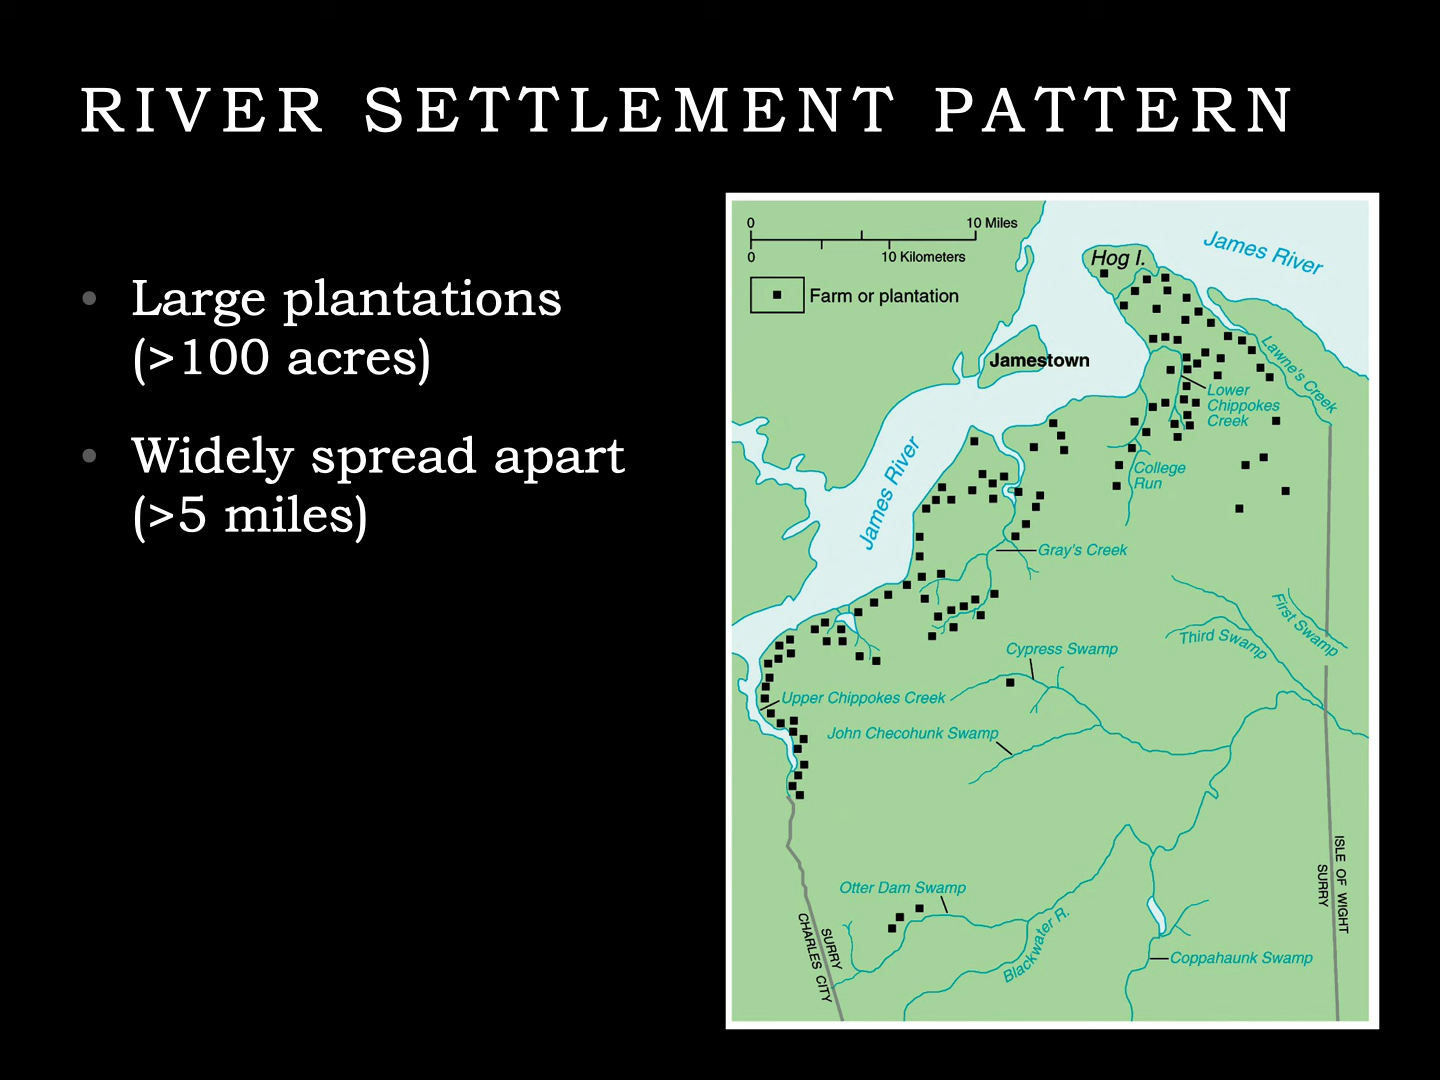 RIVER SETTLEMENT PATTERN
• Large plantations
(>100 acres)
• Widely spread apart
(>5 miles)
0 10 Miles
0 10 Kilometers
Farm or plantation
James River
Hog I.
Jamestown
Lawne's Creek
Lower
Chippokes
Creek
James River
College
Run
Gray's Creek
First Swamp
Third Swamp
Cypress Swamp
Upper Chippokes Creek
John Checohunk Swamp
ISLE OF WIGHT
SURRY
Otter Dam Swamp
Blackwater R.
SURRY
CHARLES CITY
Coppahaunk Swamp